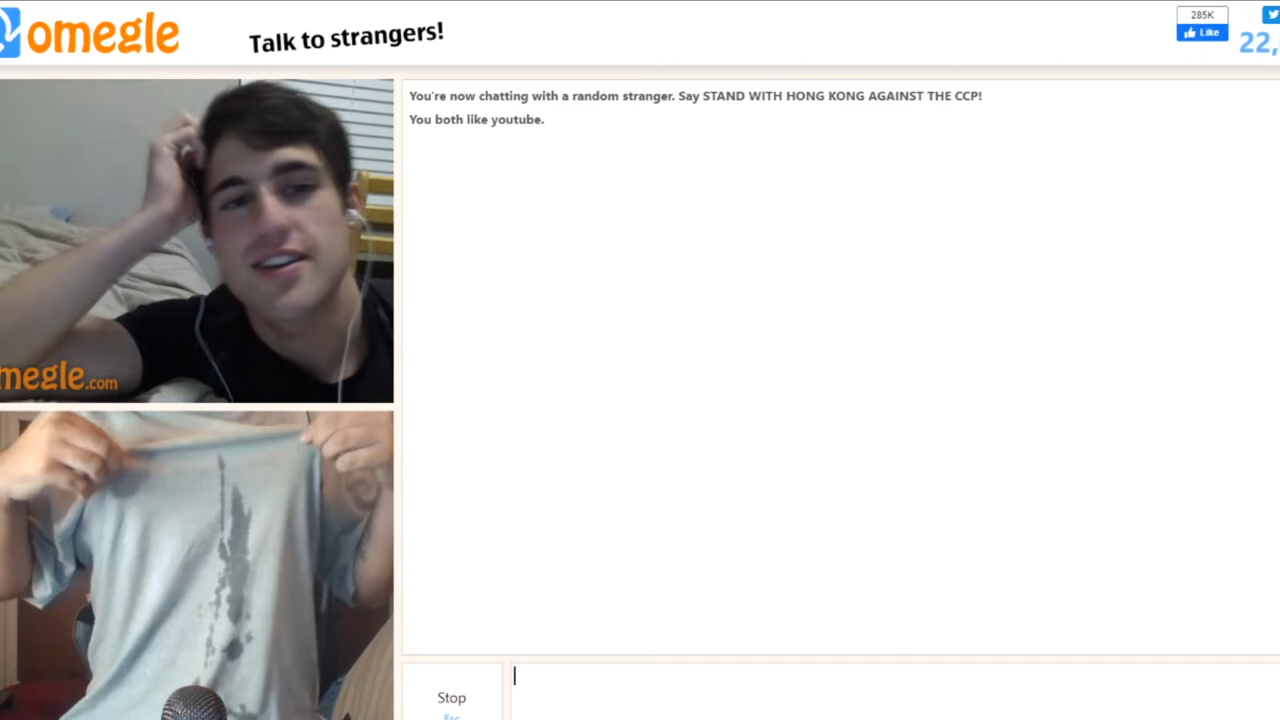 omegle
Talk to strangers!
285K
Like
22,
You're now chatting with a random stranger. Say STAND WITH HONG KONG AGAINST THE CCP!
You both like youtube.
megle.com
Stop
Esc